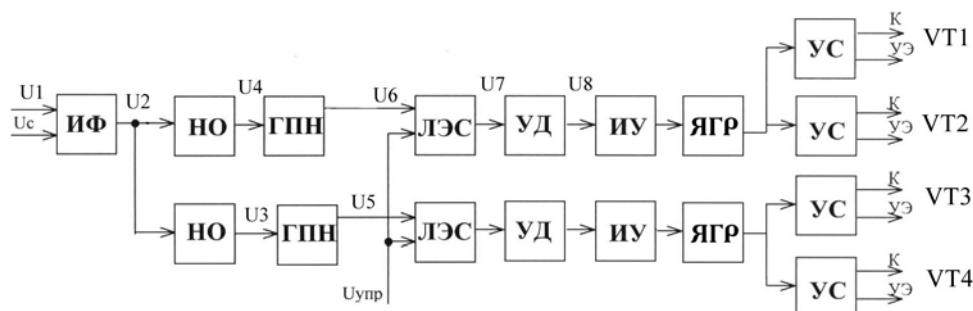 К
УЭ
VT1
УС
U1
Uс
ИФ
U2
НО
U4
ГПН
U6
ЛЭС
U7
УД
U8
ИУ
ЯГР
УС
К
УЭ
VT2
НО
U3
ГПН
U5
ЛЭС
УД
ИУ
ЯГР
УС
К
УЭ
VT3
Uупр
УС
К
УЭ
VT4